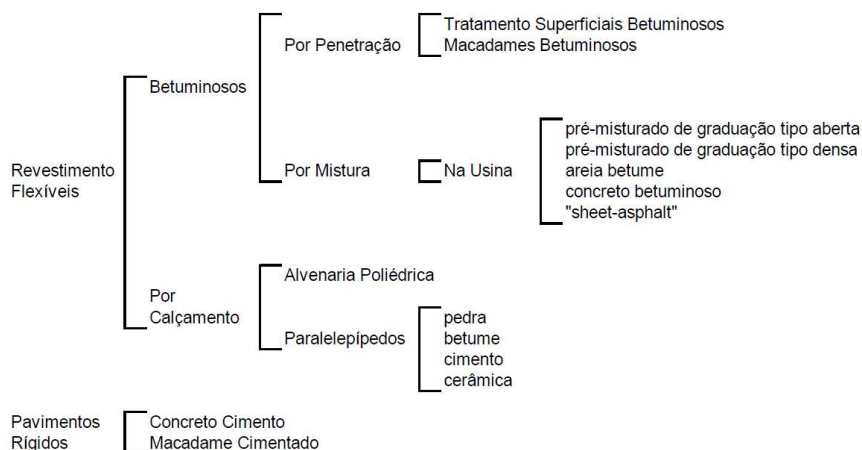 Revestimento
Flexíveis
Betuminosos
Por Penetração
Tratamento Superficiais Betuminosos
Macadames Betuminosos
Por Mistura
Na Usina
pré-misturado de graduação tipo aberta
pré-misturado de graduação tipo densa
areia betume
concreto betuminoso
"sheet-asphalt"
Por
Calçamento
Alvenaria Poliédrica
Paralelepípedos
pedra
betume
cimento
cerâmica
Pavimentos
Rígidos
Concreto Cimento
Macadame Cimentado